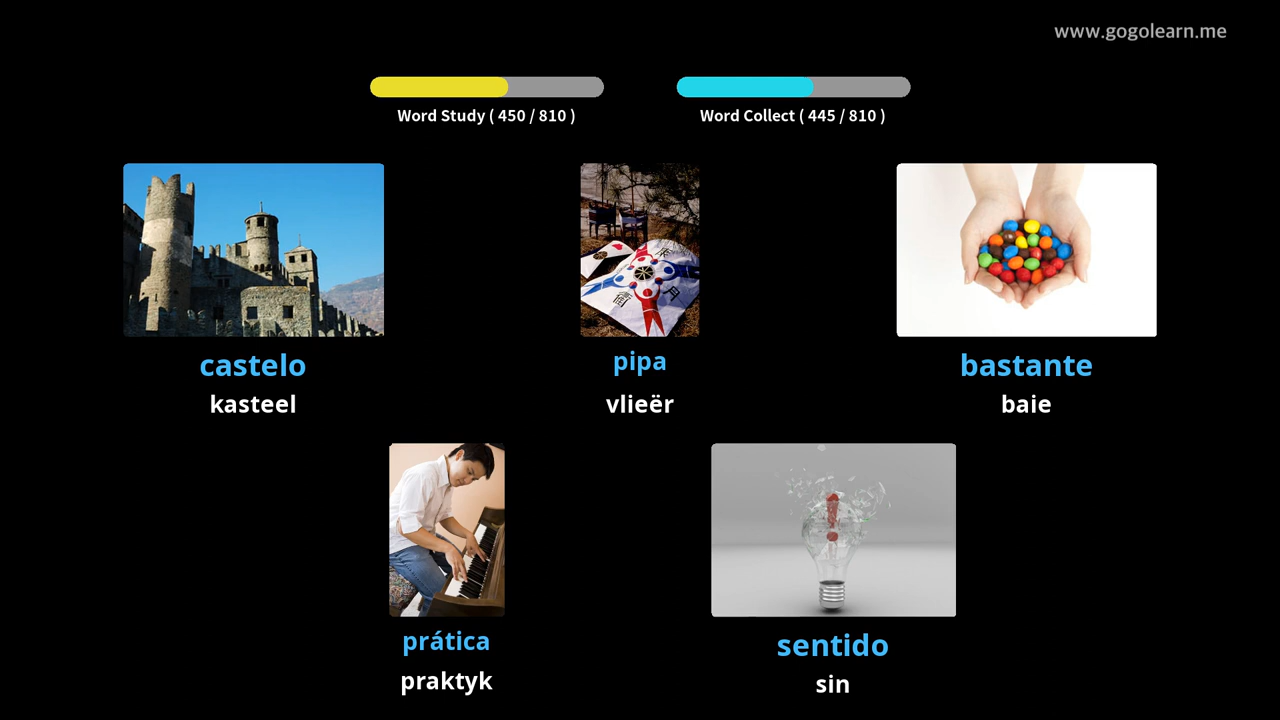 www.gogolearn.me
Word Study ( 450 / 810 )
Word Collect ( 445 / 810 )
castelo
kasteel
pipa
vlieër
bastante
baie
prática
praktyk
sentido
sin